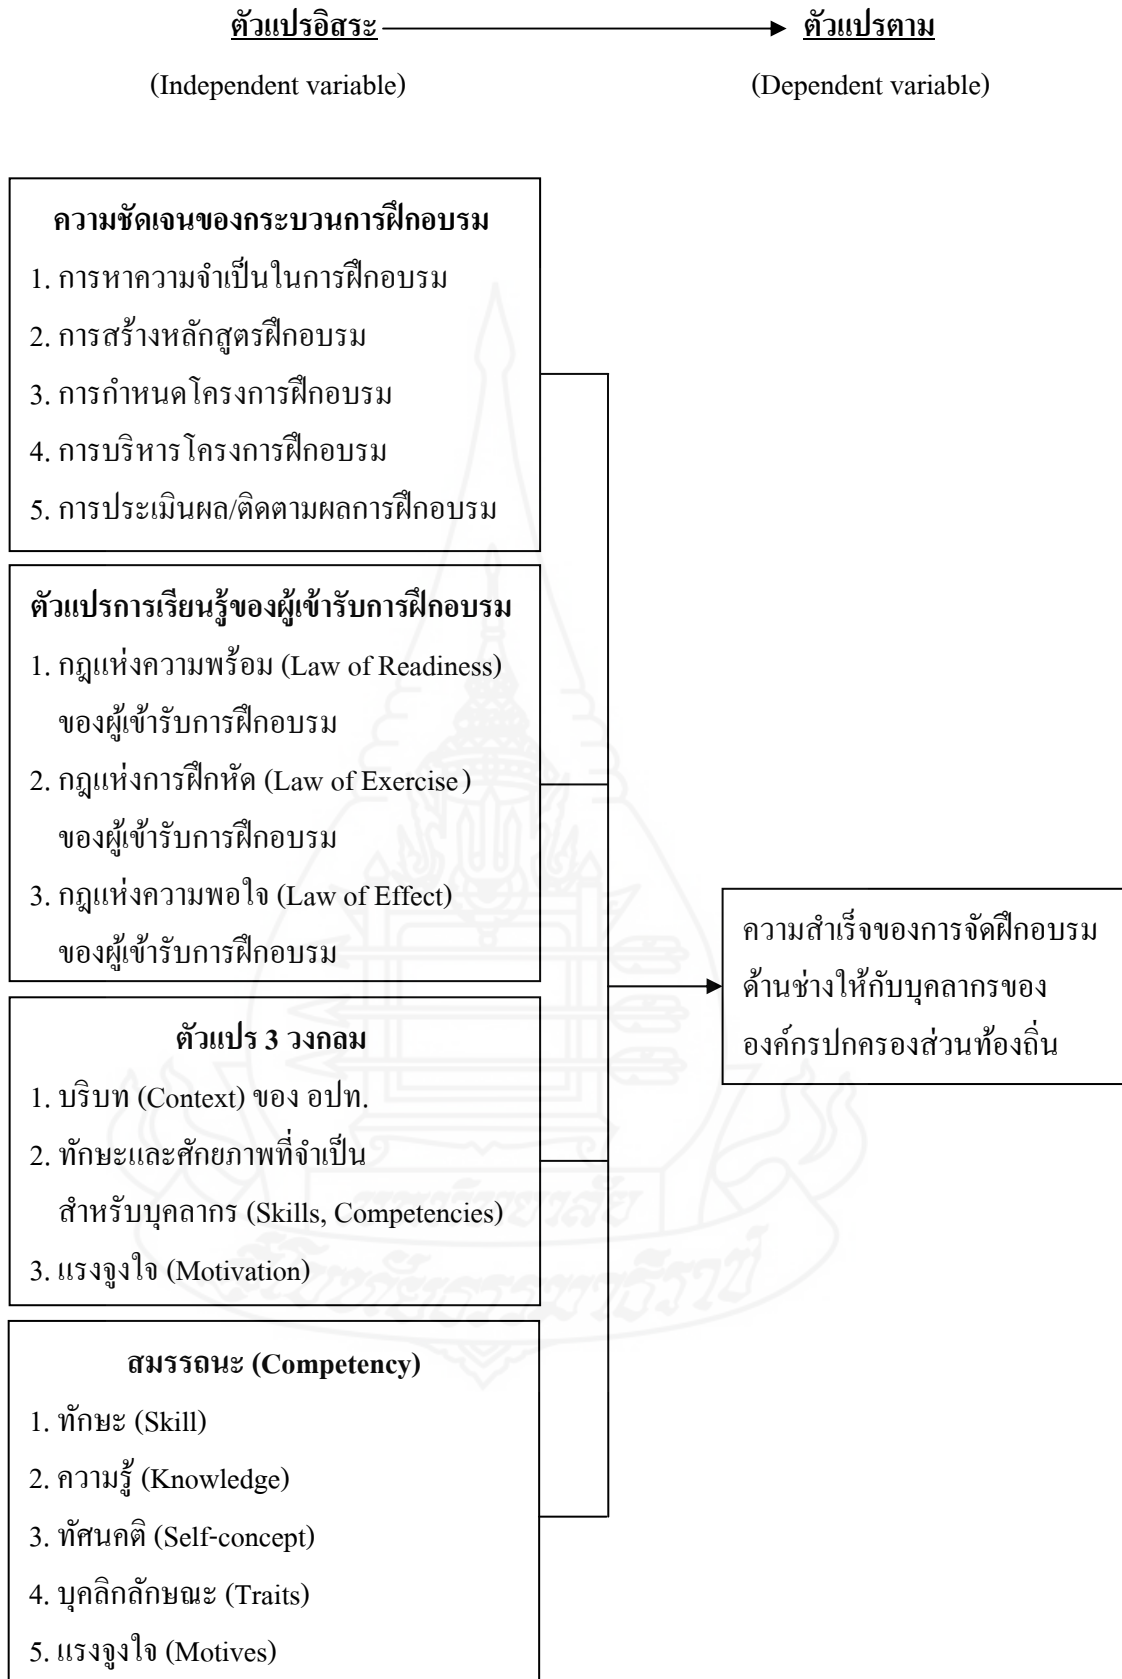 ตัวแปรอิสระ ตัวแปรตาม
(Independent variable) (Dependent variable)
ความชัดเจนของกระบวนการฝึกอบรม
1. การหาความจำเป็นในการฝึกอบรม
2. การสร้างหลักสูตรฝึกอบรม
3. การกำหนดโครงการฝึกอบรม
4. การบริหารโครงการฝึกอบรม
5. การประเมินผล/ติดตามผลการฝึกอบรม
ตัวแปรการเรียนรู้ของผู้เข้ารับการฝึกอบรม
1. กฎแห่งความพร้อม (Law of Readiness)
ของผู้เข้ารับการฝึกอบรม
2. กฎแห่งการฝึกหัด (Law of Exercise)
ของผู้เข้ารับการฝึกอบรม
3. กฎแห่งความพอใจ (Law of Effect)
ของผู้เข้ารับการฝึกอบรม
ตัวแปร 3 วงกลม
1. บริบท (Context) ของ อปท.
2. ทักษะและศักยภาพที่จำเป็น
สำหรับบุคลากร (Skills, Competencies)
3. แรงจูงใจ (Motivation)
สมรรถนะ (Competency)
1. ทักษะ (Skill)
2. ความรู้ (Knowledge)
3. ทัศนคติ (Self-concept)
4. บุคลิกลักษณะ (Traits)
5. แรงจูงใจ (Motives)
ความสำเร็จของการจัดฝึกอบรม
ด้านช่างให้กับบุคลากรของ
องค์กรปกครองส่วนท้องถิ่น
มหาวิทยาลัย
สุโขทัยธรรมาธิราช